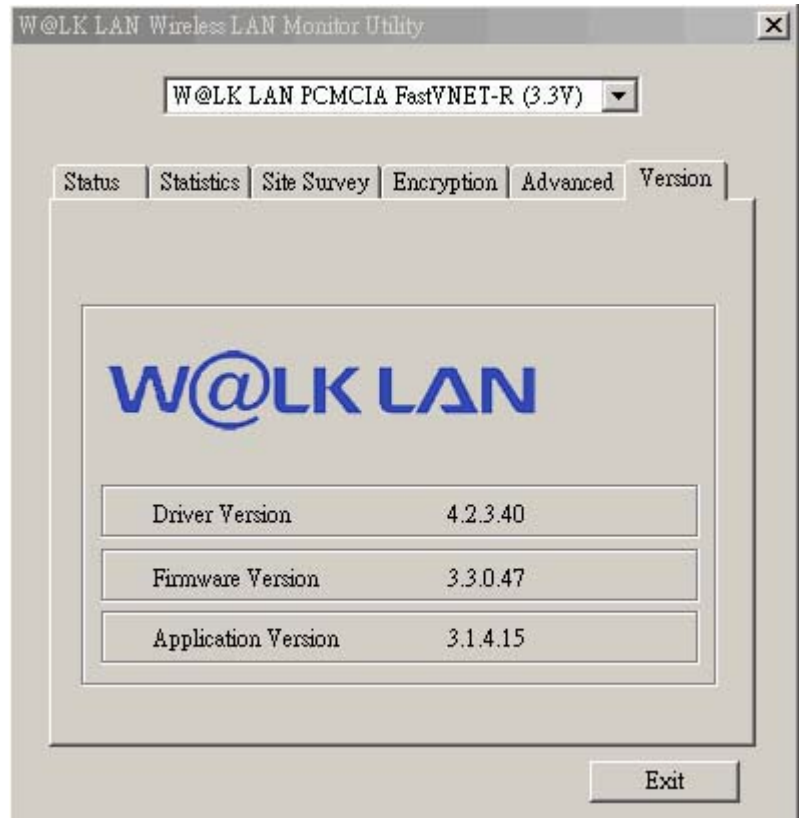 W@LK LAN Wireless LAN Monitor Utility
W@LK LAN PCMCIA FastVNET-R (3.3V)
Status Statistics Site Survey Encryption Advanced Version
W@LK LAN
Driver Version 4.2.3.40
Firmware Version 3.3.0.47
Application Version 3.1.4.15
Exit